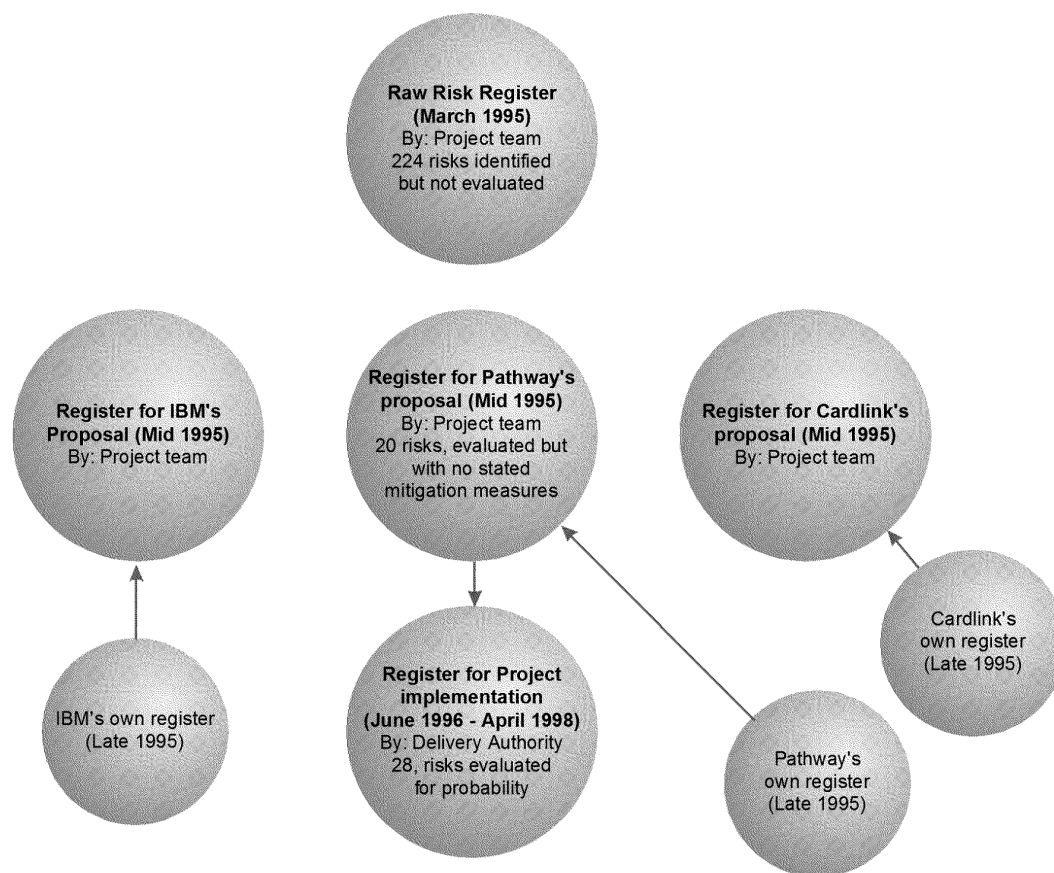 Raw Risk Register
(March 1995)
By: Project team
224 risks identified
but not evaluated
Register for IBM's
Proposal (Mid 1995)
By: Project team
Register for Pathway's
proposal (Mid 1995)
By: Project team
20 risks, evaluated but
with no stated
mitigation measures
Register for Cardlink's
proposal (Mid 1995)
By: Project team
IBM's own register
(Late 1995)
Register for Project
implementation
(June 1996 - April 1998)
By: Delivery Authority
28, risks evaluated
for probability
Pathway's
own register
(Late 1995)
Cardlink's
own register
(Late 1995)